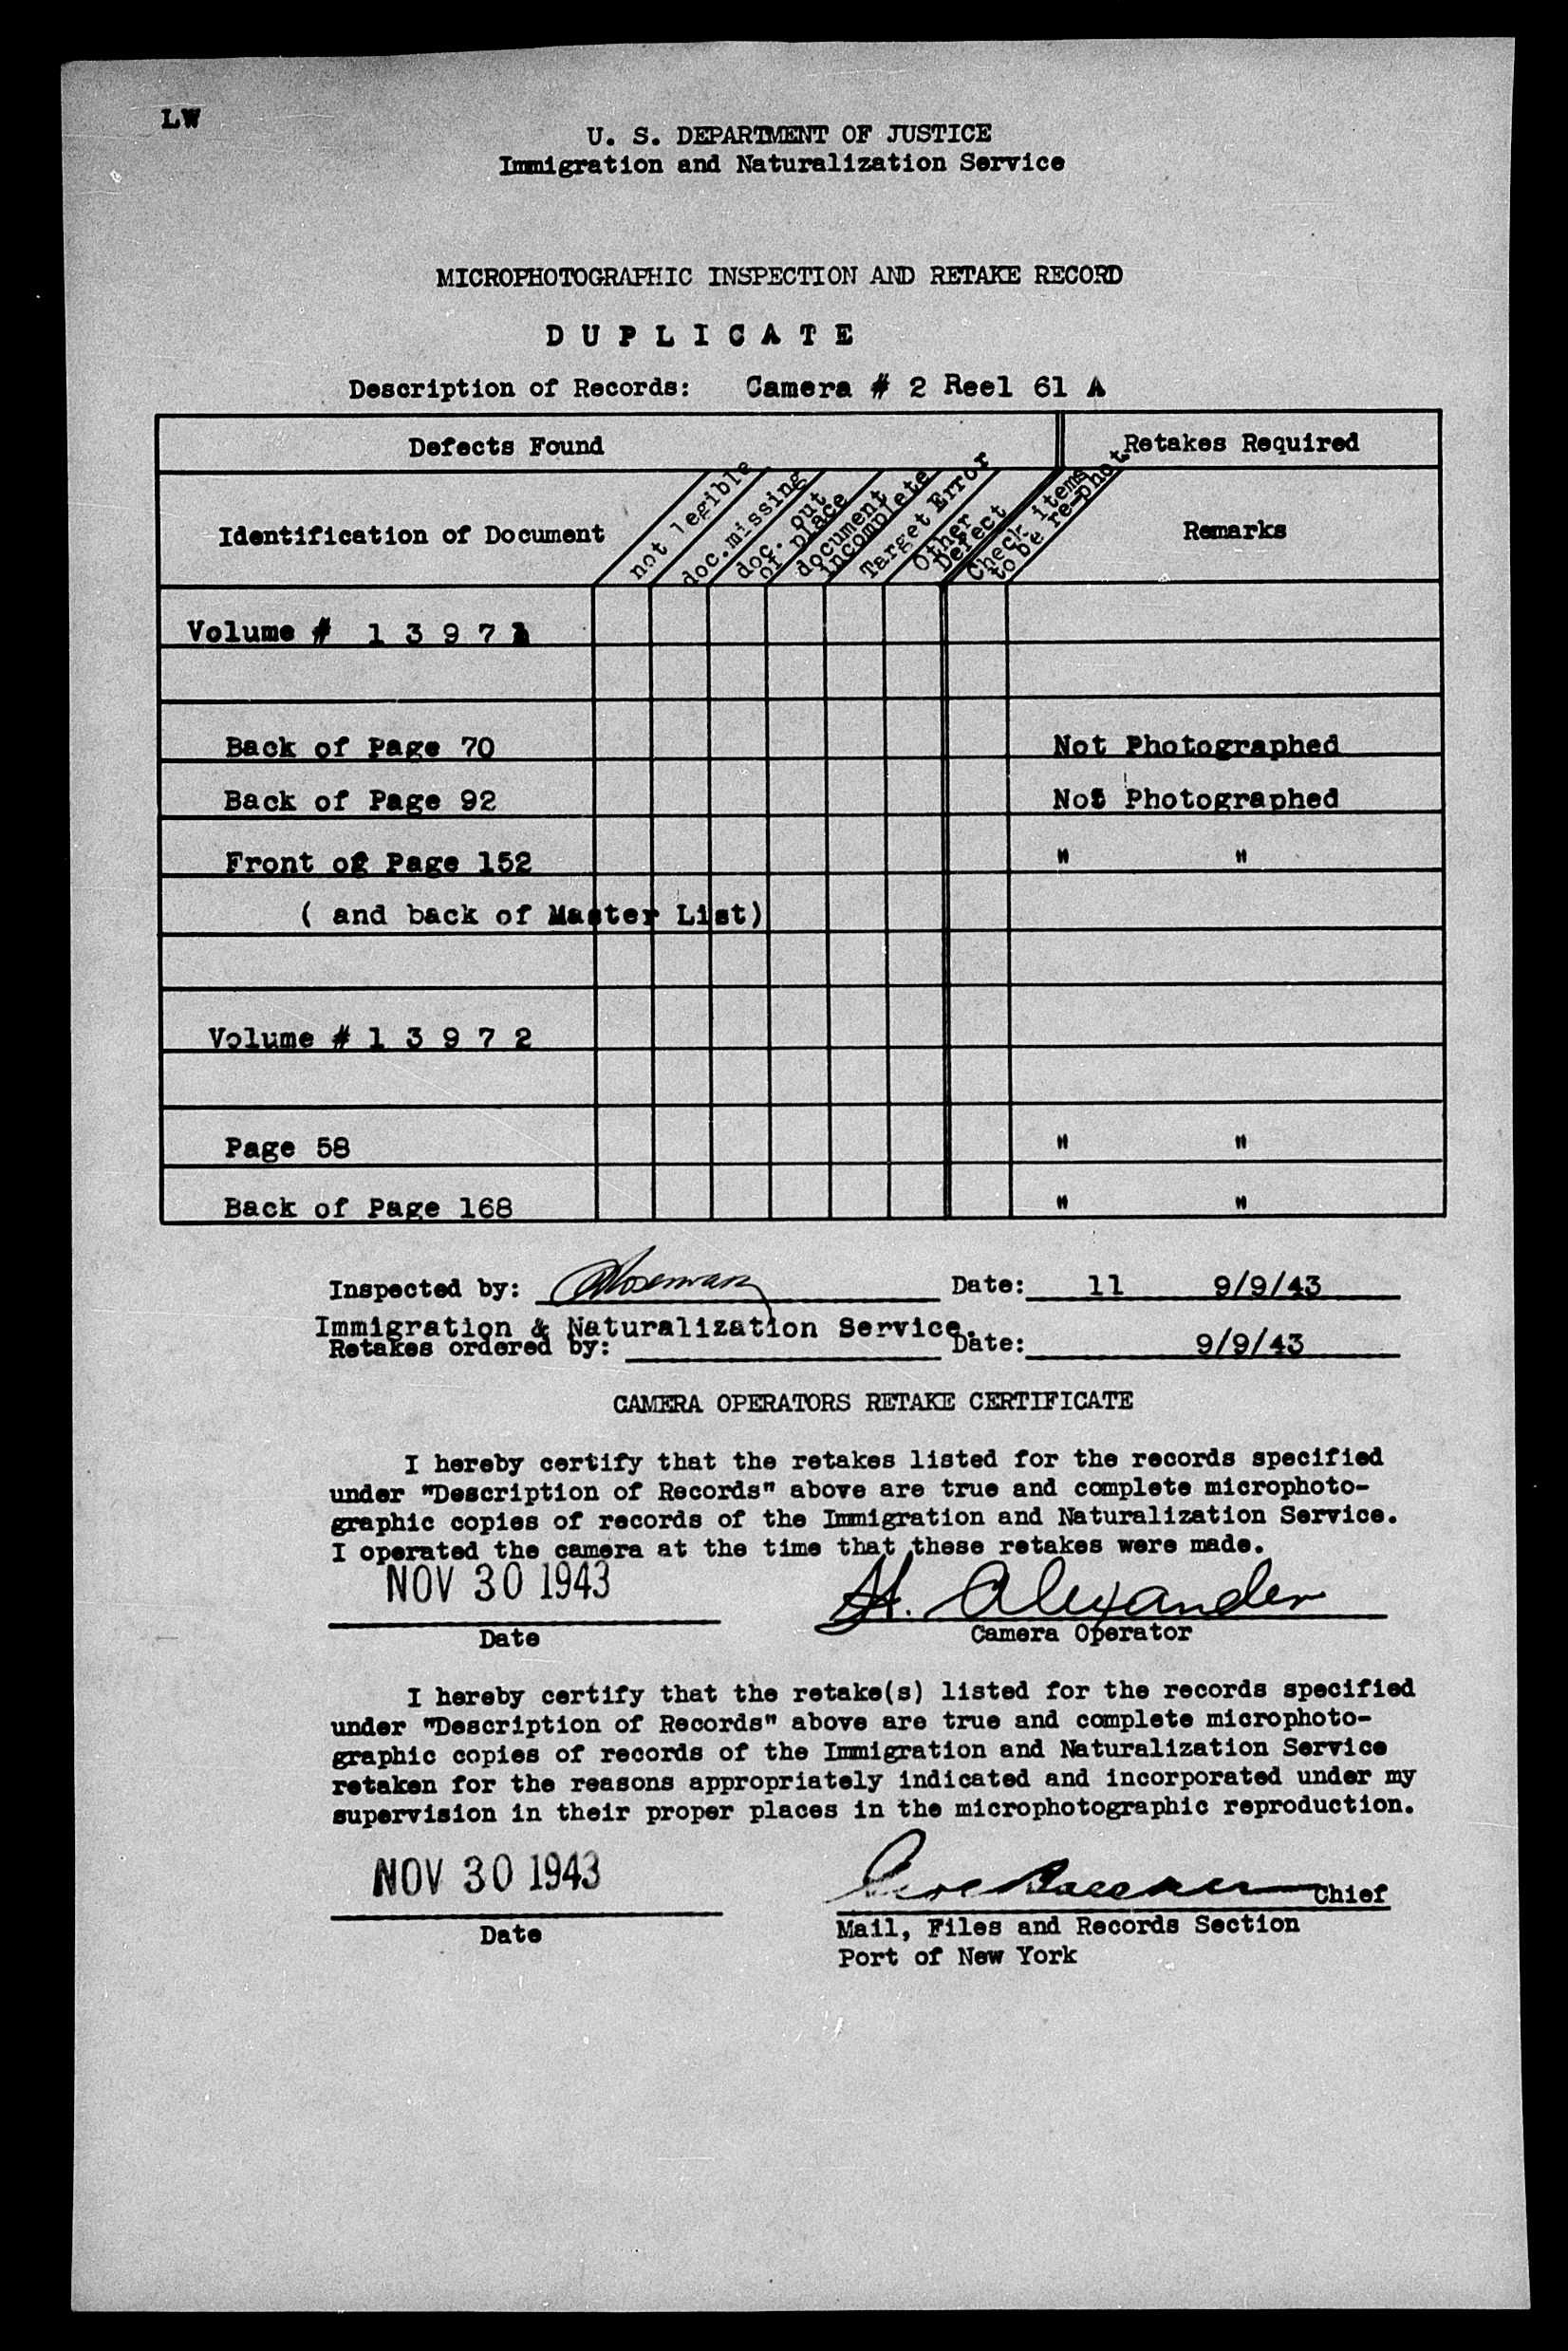 LW
U. S. DEPARTMENT OF JUSTICE
Immigration and Naturalization Service
MICROPHOTOGRAPHIC INSPECTION AND RETAKE RECORD
D U P L I C A T E
Description of Records: Camera # 2 Reel 61 A
Defects Found
Retakes Required
Identification of Document
not legible
doc.missing
doc. out
of place
document
incomplete
Target Error
Other
Defect
Check items
to be re-phot.
Remarks
Volume # 1 3 9 7
Back of Page 70 Not Photographed
Back of Page 92 Not Photographed
Front of Page 152 " "
( and back of Master List)
Volume # 1 3 9 7 2
Page 58 " "
Back of Page 168 " "
Inspected by: Date: 11 9/9/43
Immigration & Naturalization Service.
Retakes ordered by: Date: 9/9/43
CAMERA OPERATORS RETAKE CERTIFICATE
I hereby certify that the retakes listed for the records specified
under "Description of Records" above are true and complete microphoto-
graphic copies of records of the Immigration and Naturalization Service.
I operated the camera at the time that these retakes were made.
NOV 30 1943 H. Alexander
Date Camera Operator
I hereby certify that the retake(s) listed for the records specified
under "Description of Records" above are true and complete microphoto-
graphic copies of records of the Immigration and Naturalization Service
retaken for the reasons appropriately indicated and incorporated under my
supervision in their proper places in the microphotographic reproduction.
NOV 30 1943 Chief
Date
Mail, Files and Records Section
Port of New York